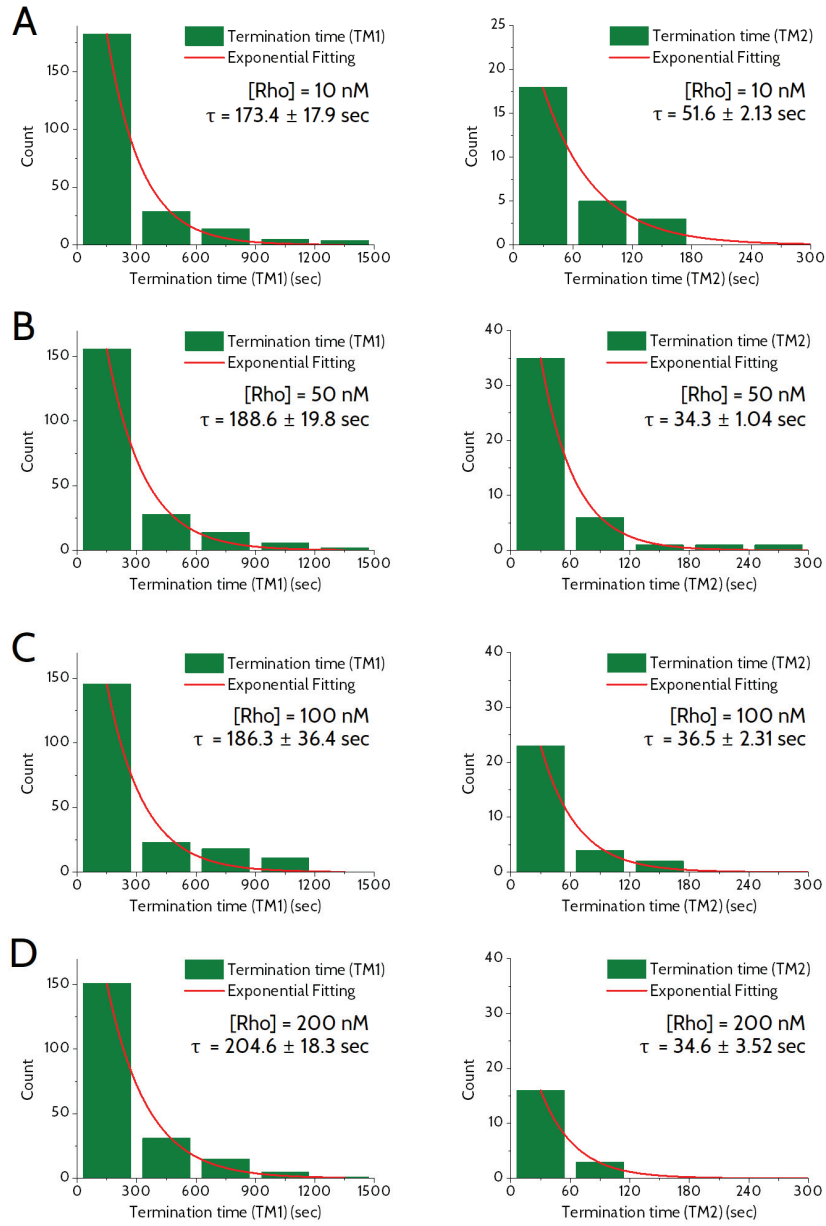 A
Termination time (TM1)
Exponential Fitting
[Rho] = 10 nM
τ = 173.4 ± 17.9 sec
Count
150
100
50
0
0 300 600 900 1200 1500
Termination time (TM1) (sec)
Termination time (TM2)
Exponential Fitting
[Rho] = 10 nM
τ = 51.6 ± 2.13 sec
Count
25
20
15
10
5
0
0 60 120 180 240 300
Termination time (TM2) (sec)
B
Termination time (TM1)
Exponential Fitting
[Rho] = 50 nM
τ = 188.6 ± 19.8 sec
Count
150
100
50
0
0 300 600 900 1200 1500
Termination time (TM1) (sec)
Termination time (TM2)
Exponential Fitting
[Rho] = 50 nM
τ = 34.3 ± 1.04 sec
Count
40
30
20
10
0
0 60 120 180 240 300
Termination time (TM2) (sec)
C
Termination time (TM1)
Exponential Fitting
[Rho] = 100 nM
τ = 186.3 ± 36.4 sec
Count
150
100
50
0
0 300 600 900 1200 1500
Termination time (TM1) (sec)
Termination time (TM2)
Exponential Fitting
[Rho] = 100 nM
τ = 36.5 ± 2.31 sec
Count
40
30
20
10
0
0 60 120 180 240 300
Termination time (TM2) (sec)
D
Termination time (TM1)
Exponential Fitting
[Rho] = 200 nM
τ = 204.6 ± 18.3 sec
Count
150
100
50
0
0 300 600 900 1200 1500
Termination time (TM1) (sec)
Termination time (TM2)
Exponential Fitting
[Rho] = 200 nM
τ = 34.6 ± 3.52 sec
Count
40
30
20
10
0
0 60 120 180 240 300
Termination time (TM2) (sec)